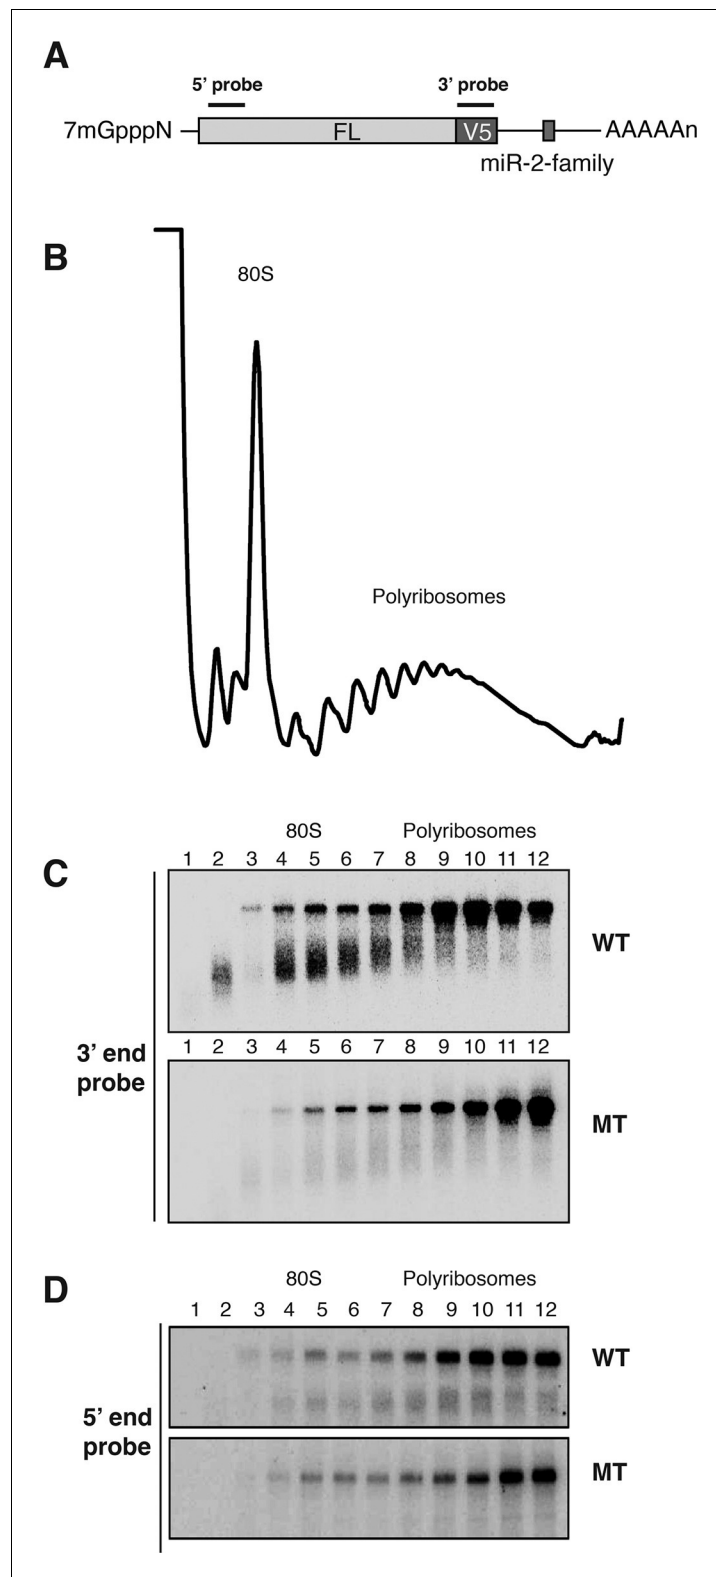 A
5’ probe 3’ probe
7mGpppN FL V5 AAAAAn
miR-2-family
B
80S
Polyribosomes
C
80S Polyribosomes
1 2 3 4 5 6 7 8 9 10 11 12
WT
3’ end
probe
1 2 3 4 5 6 7 8 9 10 11 12
MT
D
80S Polyribosomes
1 2 3 4 5 6 7 8 9 10 11 12
WT
5’ end
probe
MT